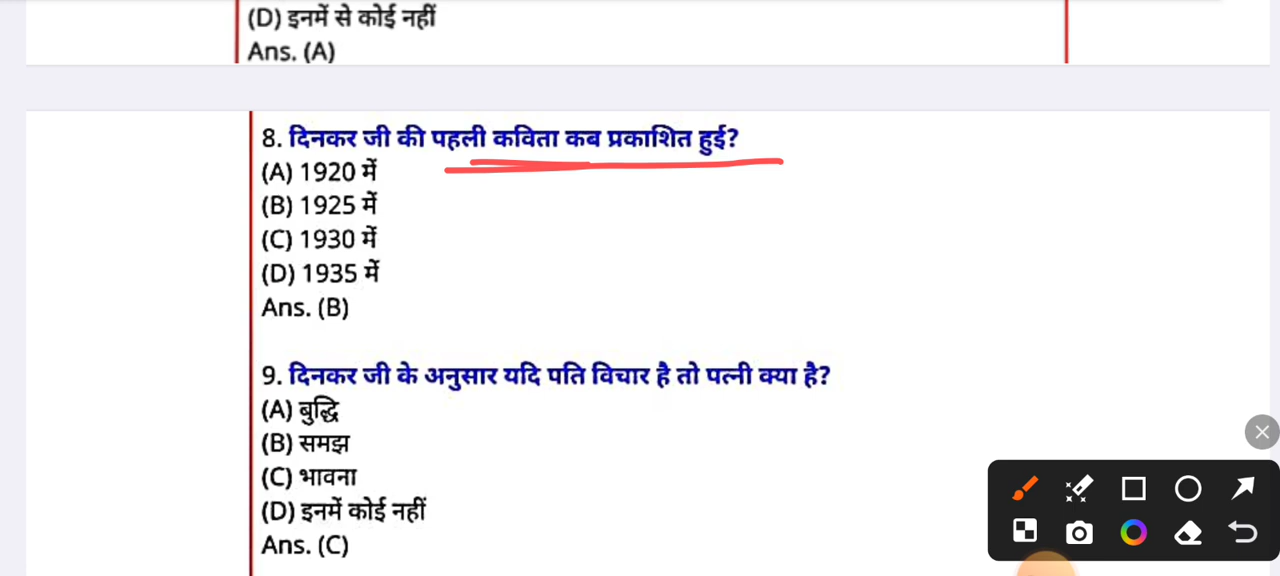 (D) इनमें से कोई नहीं
Ans. (A)
8. दिनकर जी की पहली कविता कब प्रकाशित हुई?
(A) 1920 में
(B) 1925 में
(C) 1930 में
(D) 1935 में
Ans. (B)
9. दिनकर जी के अनुसार यदि पति विचार है तो पत्नी क्या है?
(A) बुद्धि
(B) समझ
(C) भावना
(D) इनमें कोई नहीं
Ans. (C)